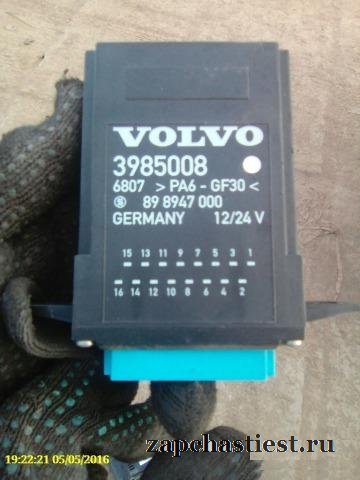 VOLVO
3985008
6807 >PA6-GF30<
Ⓢ 89 8947 000
GERMANY 12/24 V
15 13 11 9 7 5 3 1
16 14 12 10 8 6 4 2
zapchastiest.ru
19:22:21 05/05/2016